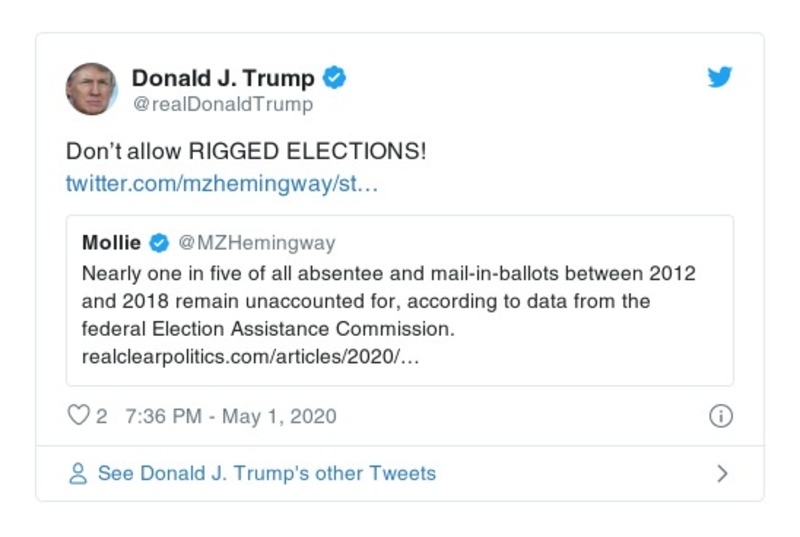 Donald J. Trump
@realDonaldTrump
Don’t allow RIGGED ELECTIONS!
twitter.com/mzhemingway/st…
Mollie @MZHemingway
Nearly one in five of all absentee and mail-in-ballots between 2012
and 2018 remain unaccounted for, according to data from the
federal Election Assistance Commission.
realclearpolitics.com/articles/2020/…
2 7:36 PM - May 1, 2020
See Donald J. Trump's other Tweets